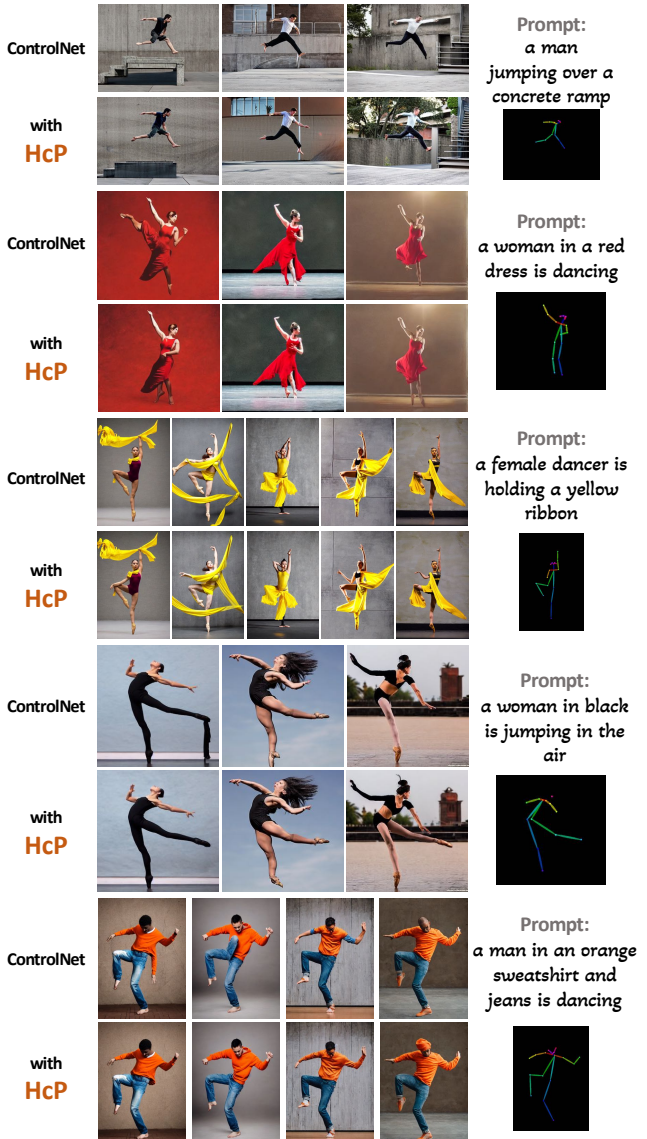 ControlNet
Prompt:
a man
jumping over a
concrete ramp
with
HcP
ControlNet
Prompt:
a woman in a red
dress is dancing
with
HcP
ControlNet
Prompt:
a female dancer is
holding a yellow
ribbon
with
HcP
ControlNet
Prompt:
a woman in black
is jumping in the
air
with
HcP
ControlNet
Prompt:
a man in an orange
sweatshirt and
jeans is dancing
with
HcP